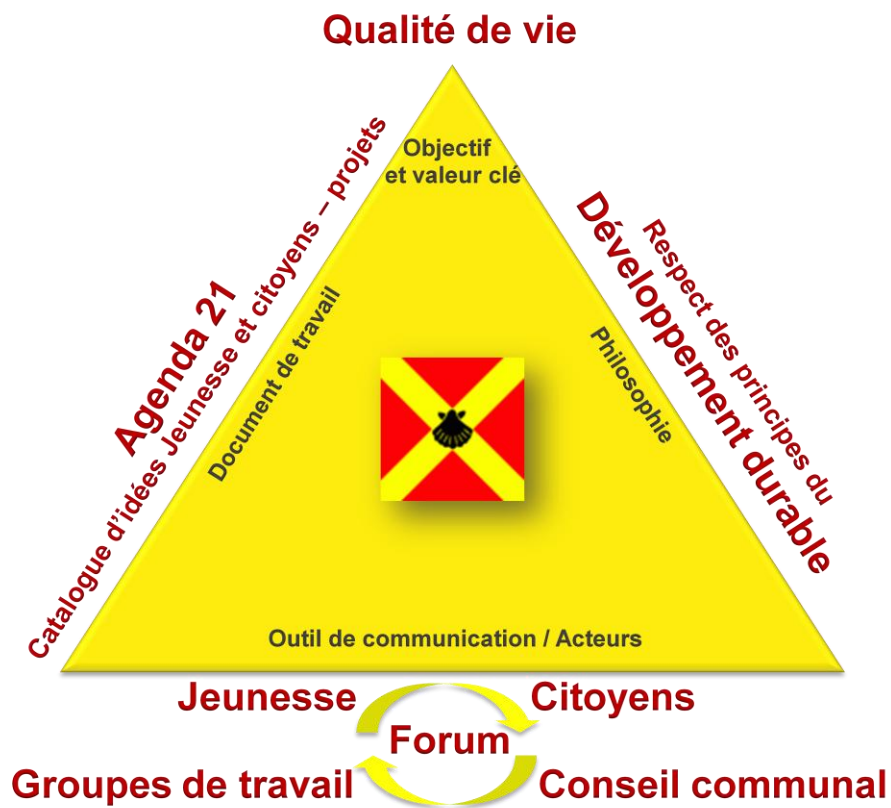 Qualité de vie
Objectif
et valeur clé
Agenda 21
Catalogue d'idées Jeunesse et citoyens – projets
Document de travail
Respect des principes du
Développement durable
Philosophie
Outil de communication / Acteurs
Jeunesse
Citoyens
Forum
Groupes de travail
Conseil communal